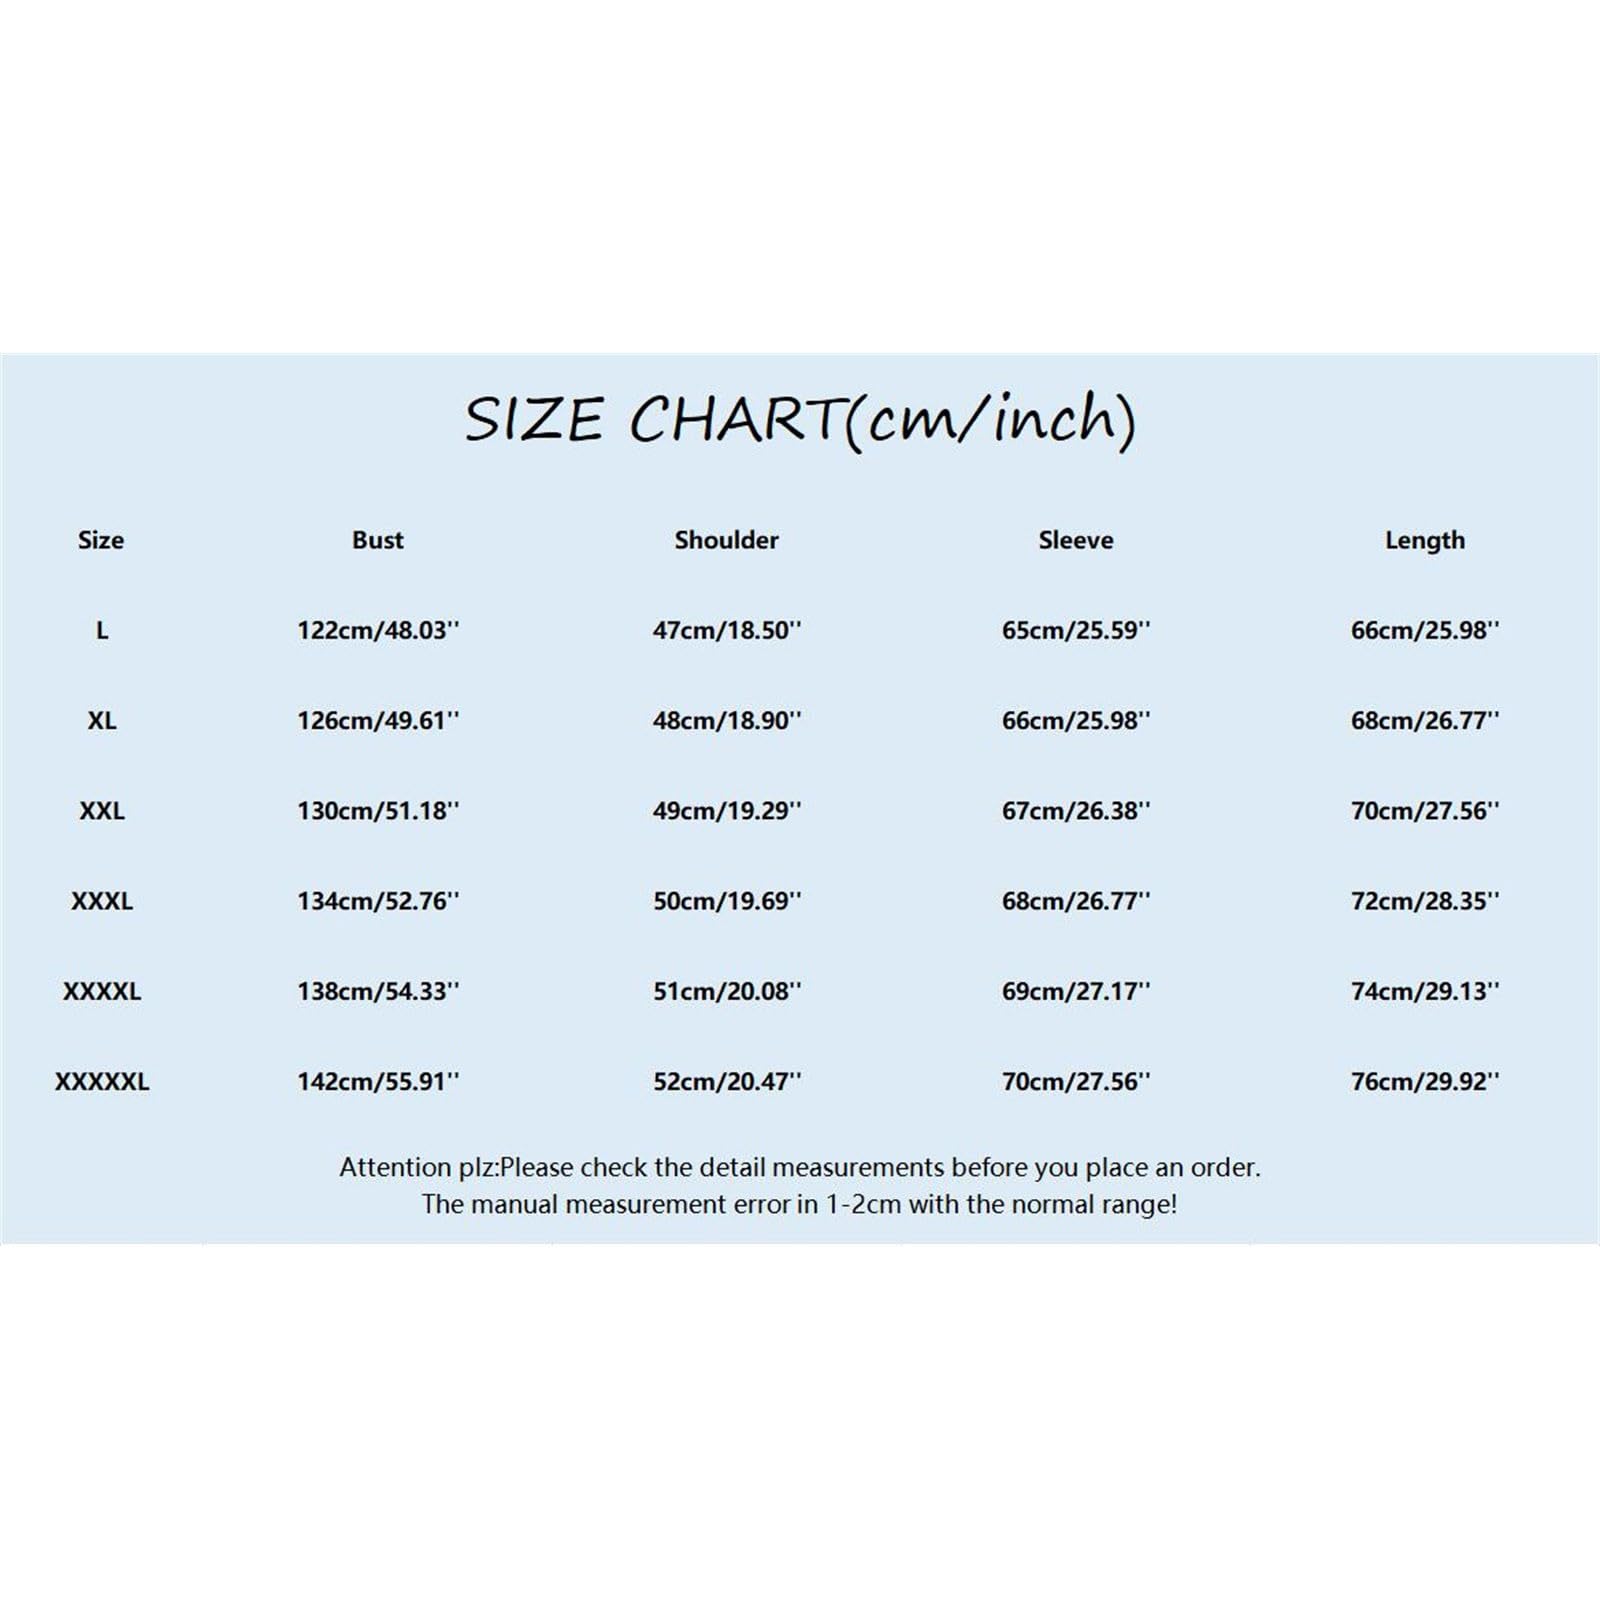 SIZE CHART(cm/inch)
Size Bust Shoulder Sleeve Length
L 122cm/48.03'' 47cm/18.50'' 65cm/25.59'' 66cm/25.98''
XL 126cm/49.61'' 48cm/18.90'' 66cm/25.98'' 68cm/26.77''
XXL 130cm/51.18'' 49cm/19.29'' 67cm/26.38'' 70cm/27.56''
XXXL 134cm/52.76'' 50cm/19.69'' 68cm/26.77'' 72cm/28.35''
XXXXL 138cm/54.33'' 51cm/20.08'' 69cm/27.17'' 74cm/29.13''
XXXXXL 142cm/55.91'' 52cm/20.47'' 70cm/27.56'' 76cm/29.92''
Attention plz:Please check the detail measurements before you place an order.
The manual measurement error in 1-2cm with the normal range!